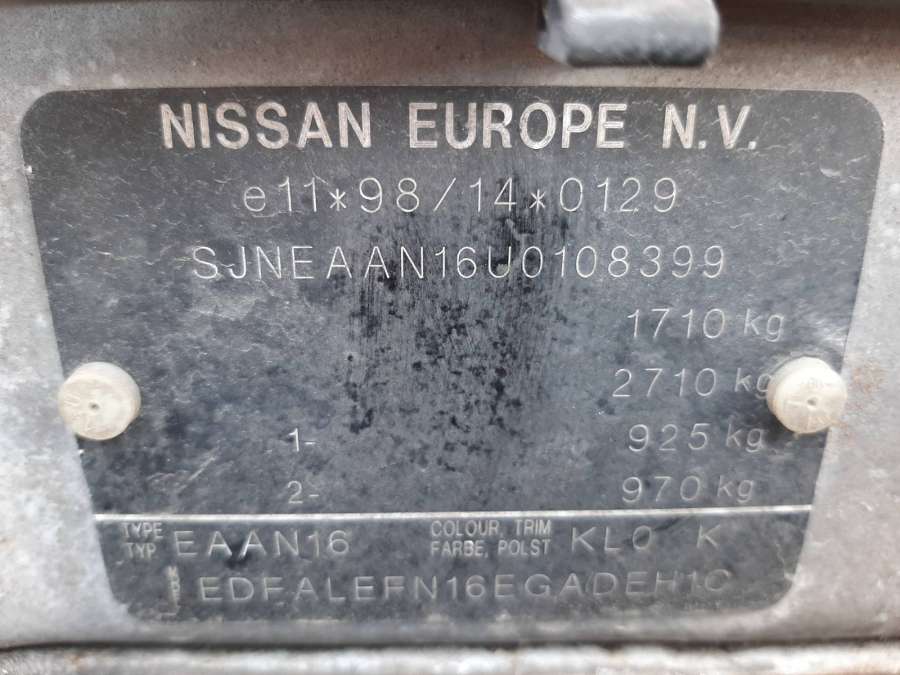 NISSAN EUROPE N.V.
e11*98/14*0129
SJNEAAN16U0108399
1710 kg
2710 kg
1- 925 kg
2- 970 kg
TYPE
TYP EAAN16 COLOUR, TRIM
FARBE, POLST KL0 K
EDFALEFN16EGADEH1C